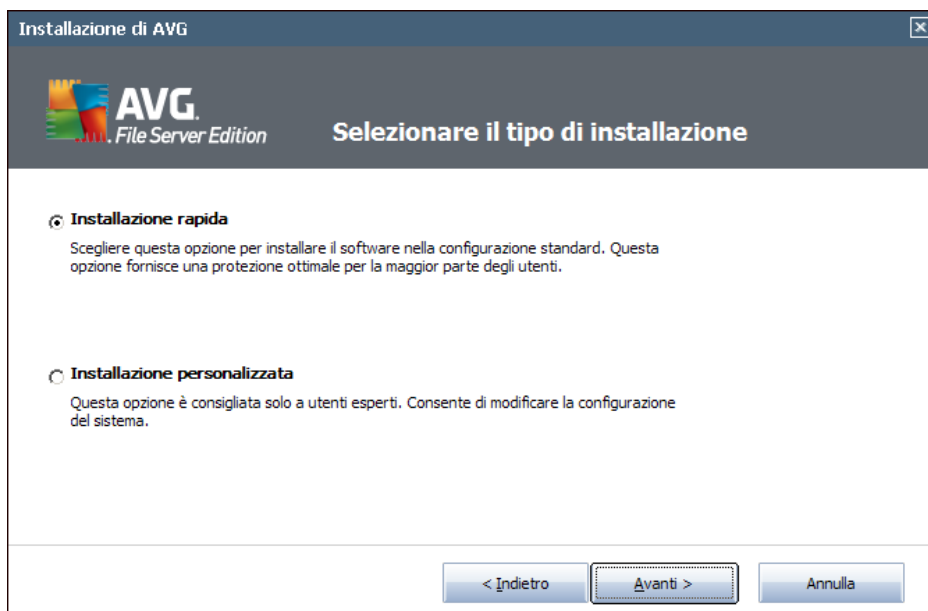 Installazione di AVG
AVG.
File Server Edition
Selezionare il tipo di installazione
Installazione rapida
Scegliere questa opzione per installare il software nella configurazione standard. Questa
opzione fornisce una protezione ottimale per la maggior parte degli utenti.
Installazione personalizzata
Questa opzione è consigliata solo a utenti esperti. Consente di modificare la configurazione
del sistema.
< Indietro
Avanti >
Annulla